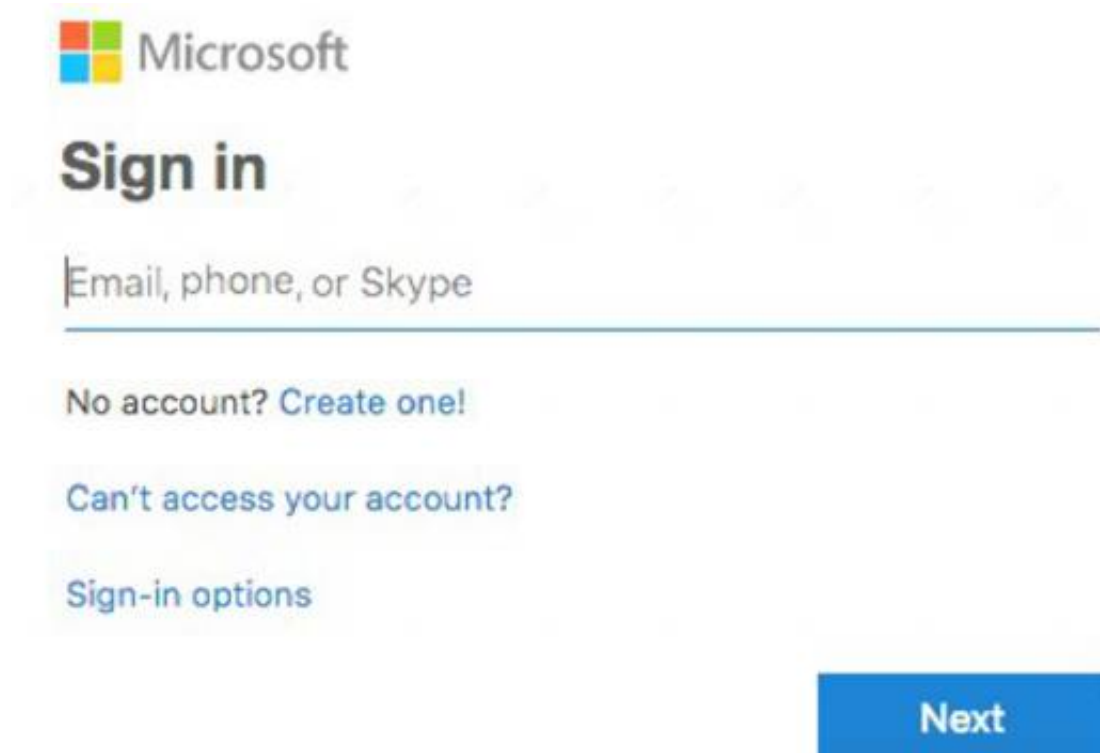 Microsoft
Sign in
Email, phone, or Skype
No account? Create one!
Can't access your account?
Sign-in options
Next